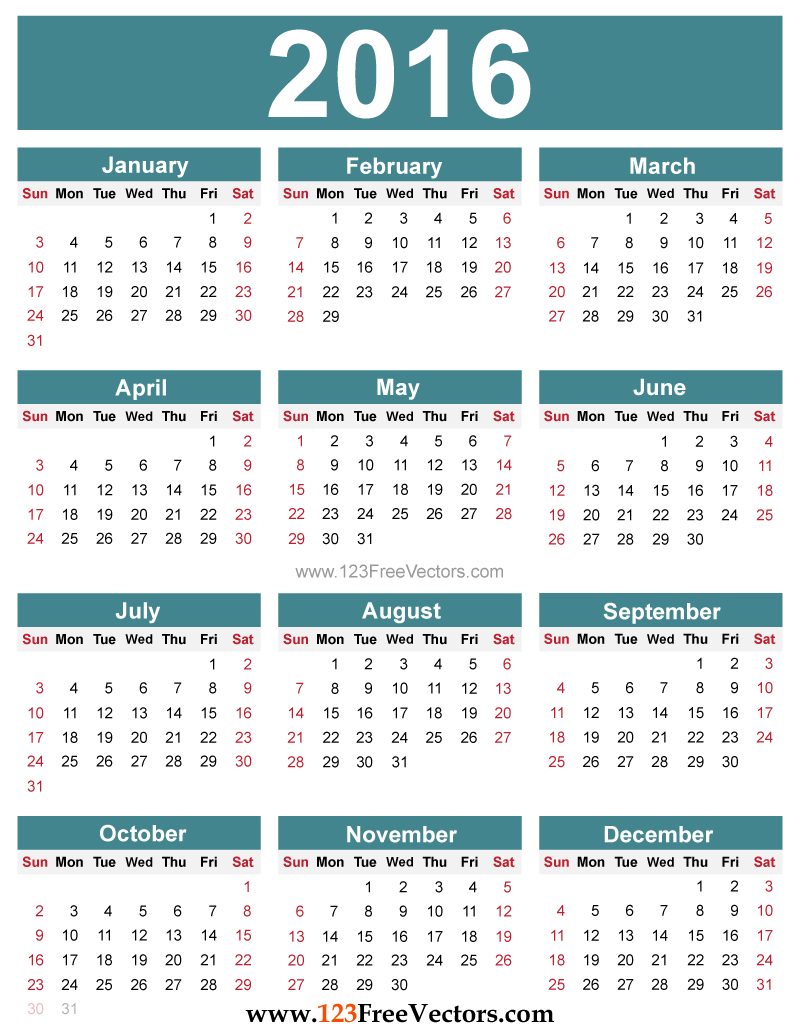 2016
January
Sun Mon Tue Wed Thu Fri Sat
1 2
3 4 5 6 7 8 9
10 11 12 13 14 15 16
17 18 19 20 21 22 23
24 25 26 27 28 29 30
31
February
Sun Mon Tue Wed Thu Fri Sat
1 2 3 4 5 6
7 8 9 10 11 12 13
14 15 16 17 18 19 20
21 22 23 24 25 26 27
28 29
March
Sun Mon Tue Wed Thu Fri Sat
1 2 3 4 5
6 7 8 9 10 11 12
13 14 15 16 17 18 19
20 21 22 23 24 25 26
27 28 29 30 31
April
Sun Mon Tue Wed Thu Fri Sat
1 2
3 4 5 6 7 8 9
10 11 12 13 14 15 16
17 18 19 20 21 22 23
24 25 26 27 28 29 30
May
Sun Mon Tue Wed Thu Fri Sat
1 2 3 4 5 6 7
8 9 10 11 12 13 14
15 16 17 18 19 20 21
22 23 24 25 26 27 28
29 30 31
June
Sun Mon Tue Wed Thu Fri Sat
1 2 3 4
5 6 7 8 9 10 11
12 13 14 15 16 17 18
19 20 21 22 23 24 25
26 27 28 29 30
www.123FreeVectors.com
July
Sun Mon Tue Wed Thu Fri Sat
1 2
3 4 5 6 7 8 9
10 11 12 13 14 15 16
17 18 19 20 21 22 23
24 25 26 27 28 29 30
31
August
Sun Mon Tue Wed Thu Fri Sat
1 2 3 4 5 6
7 8 9 10 11 12 13
14 15 16 17 18 19 20
21 22 23 24 25 26 27
28 29 30 31
September
Sun Mon Tue Wed Thu Fri Sat
1 2 3
4 5 6 7 8 9 10
11 12 13 14 15 16 17
18 19 20 21 22 23 24
25 26 27 28 29 30
October
Sun Mon Tue Wed Thu Fri Sat
1
2 3 4 5 6 7 8
9 10 11 12 13 14 15
16 17 18 19 20 21 22
23 24 25 26 27 28 29
30 31
November
Sun Mon Tue Wed Thu Fri Sat
1 2 3 4 5
6 7 8 9 10 11 12
13 14 15 16 17 18 19
20 21 22 23 24 25 26
27 28 29 30
December
Sun Mon Tue Wed Thu Fri Sat
1 2 3
4 5 6 7 8 9 10
11 12 13 14 15 16 17
18 19 20 21 22 23 24
25 26 27 28 29 30 31
www.123FreeVectors.com